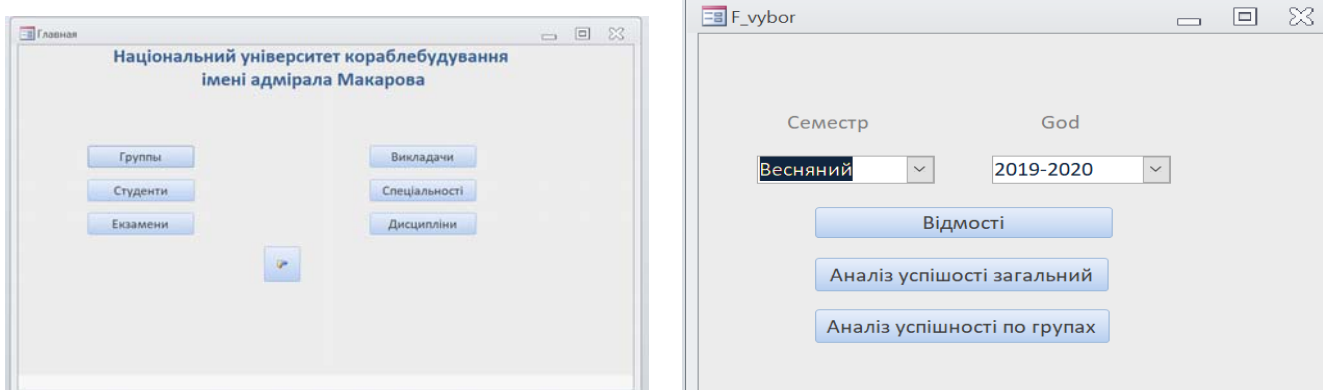 Главная
Національний університет кораблебудування
імені адмірала Макарова
Группы
Викладачи
Студенти
Спеціальності
Екзамени
Дисципліни
F_vybor
Семестр
God
Весняний
2019-2020
Відмості
Аналіз успішості загальний
Аналіз успішності по групах